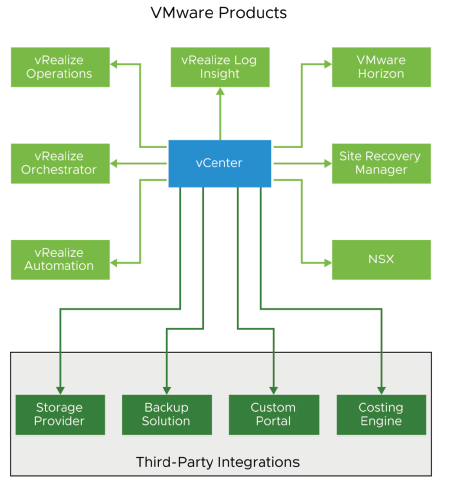 VMware Products
vRealize
Operations
vRealize Log
Insight
VMware
Horizon
vRealize
Orchestrator
vCenter
Site Recovery
Manager
vRealize
Automation
NSX
Storage
Provider
Backup
Solution
Custom
Portal
Costing
Engine
Third-Party Integrations